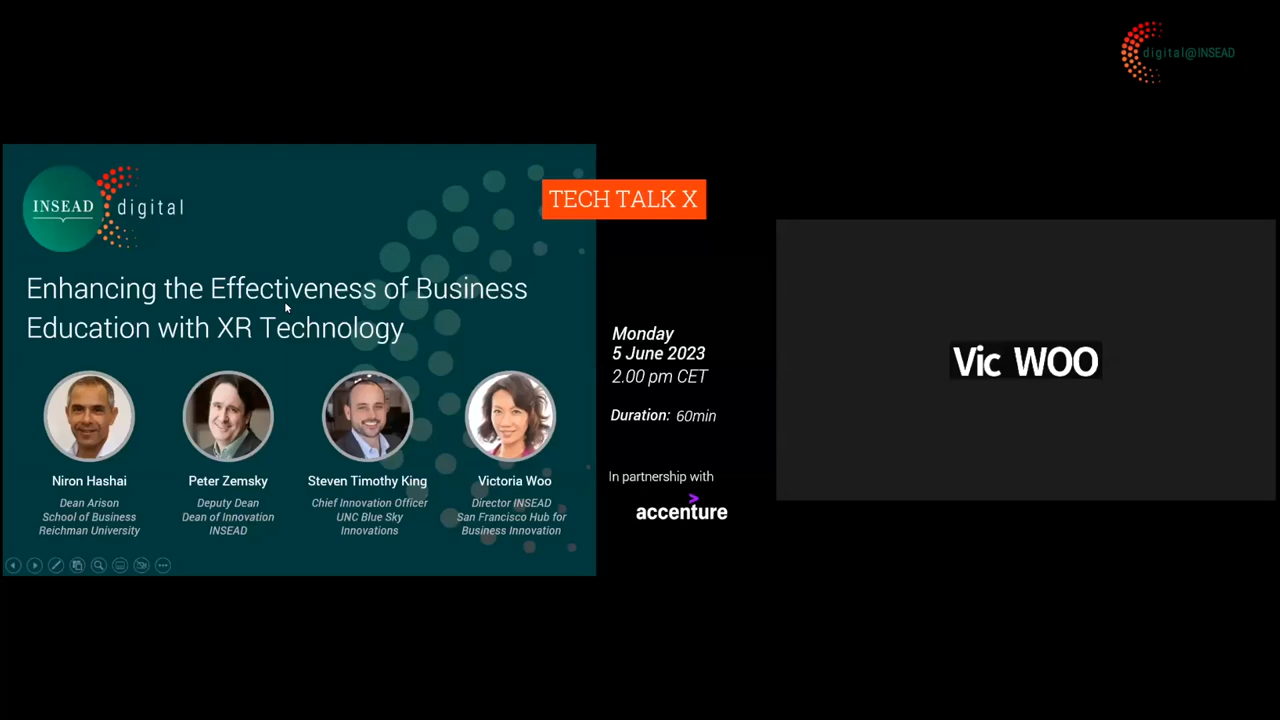 digital@INSEAD
INSEAD
digital
TECH TALK X
Enhancing the Effectiveness of Business
Education with XR Technology
Niron Hashai
Dean Arison
School of Business
Reichman University
Peter Zemsky
Deputy Dean
Dean of Innovation
INSEAD
Steven Timothy King
Chief Innovation Officer
UNC Blue Sky
Innovations
Victoria Woo
Director INSEAD
San Francisco Hub for
Business Innovation
Monday
5 June 2023
2.00 pm CET
Duration: 60min
In partnership with
accenture
Vic WOO